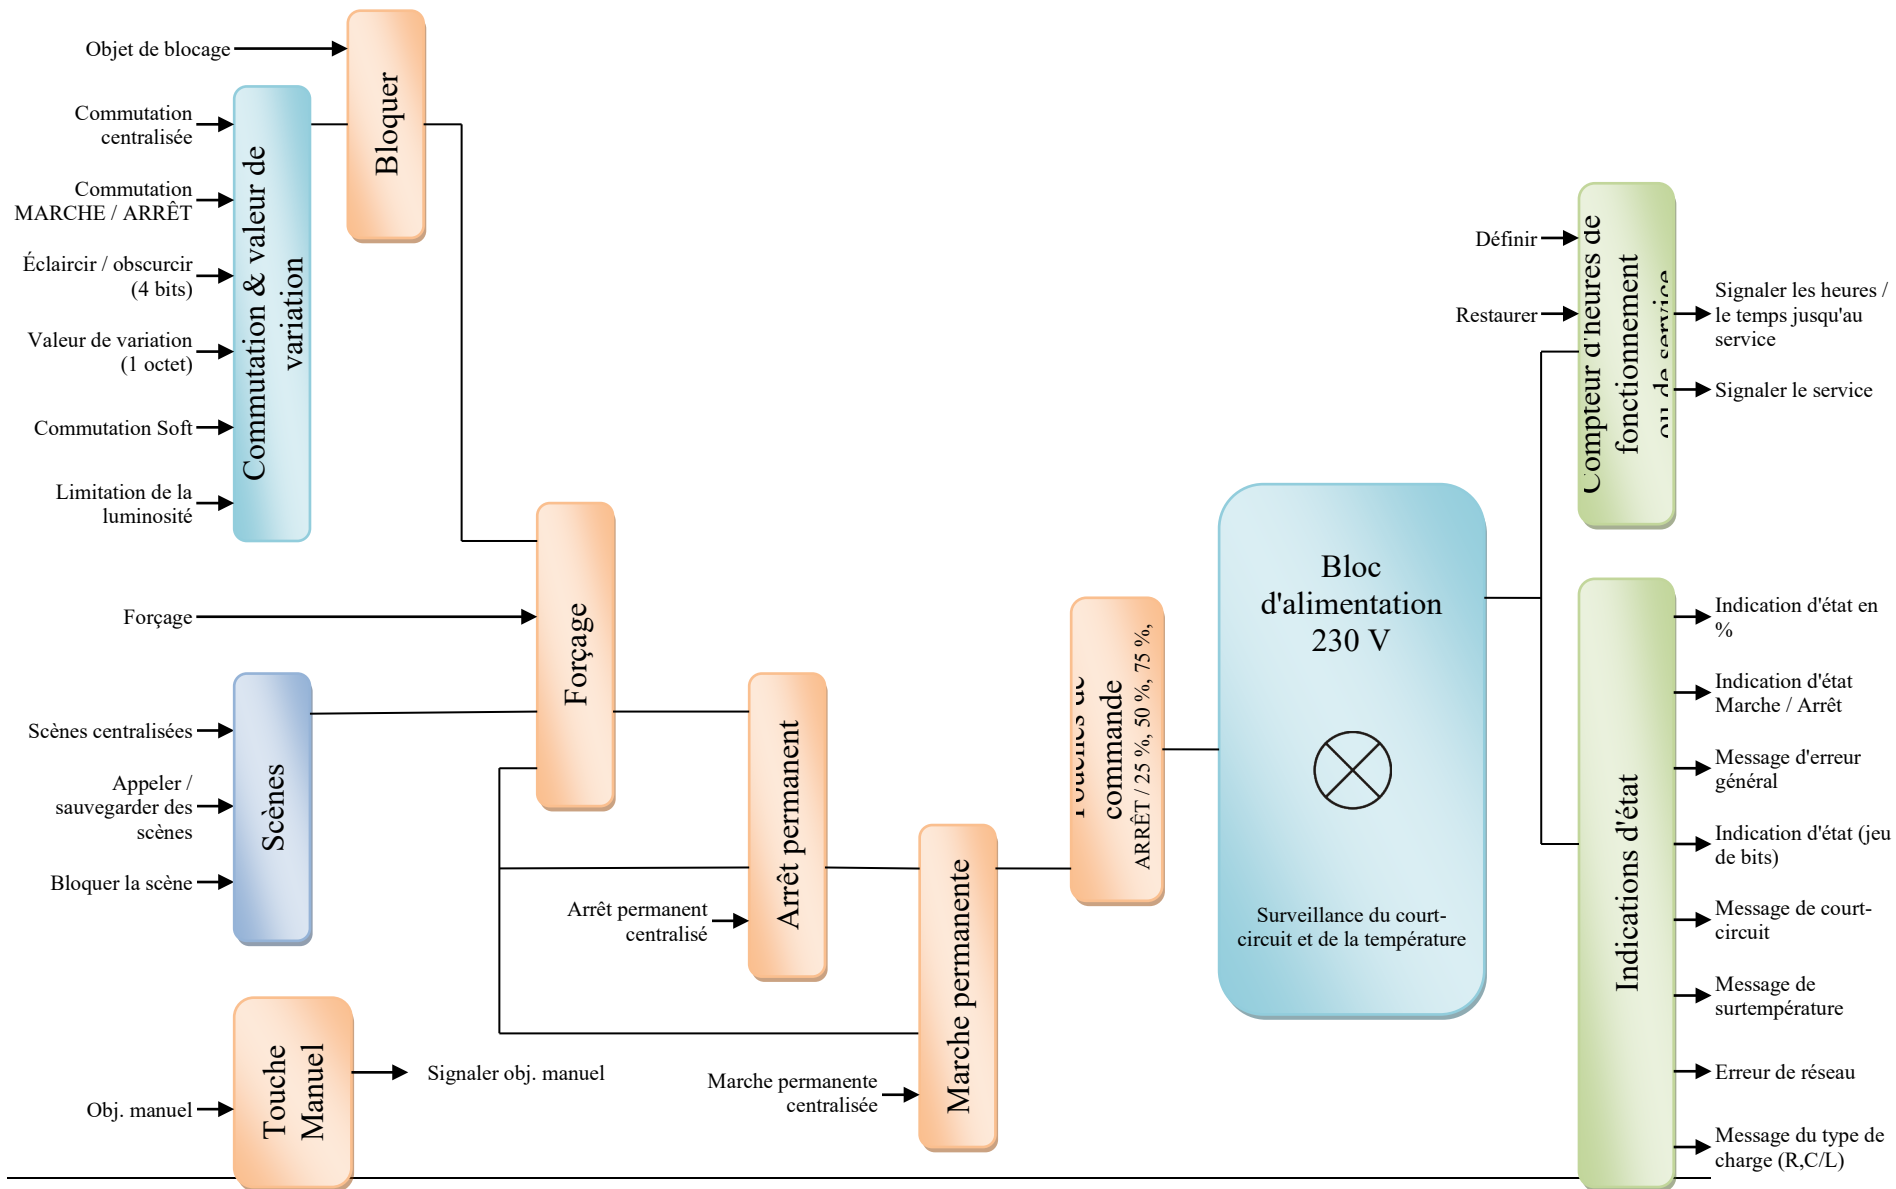 Objet de blocage
Bloquer
Commutation
centralisée
Commutation
MARCHE / ARRÊT
Éclaircir / obscurcir
(4 bits)
Valeur de variation
(1 octet)
Commutation Soft
Limitation de la
luminosité
Commutation & valeur de
variation
Forçage
Forçage
Scènes centralisées
Appeler /
sauvegarder des
scènes
Bloquer la scène
Scènes
Arrêt permanent
centralisé
Arrêt permanent
Marche permanente
centralisée
Marche permanente
Obj. manuel
Touche
Manuel
Signaler obj. manuel
Touches de
commande
ARRÊT / 25 %, 50 %, 75 %,
Bloc
d'alimentation
230 V
Surveillance du court-
circuit et de la température
Définir
Restaurer
Compteur d'heures de
fonctionnement
ou de service
Signaler les heures /
le temps jusqu'au
service
Signaler le service
Indications d'état
Indication d'état en
%
Indication d'état
Marche / Arrêt
Message d'erreur
général
Indication d'état (jeu
de bits)
Message de court-
circuit
Message de
surtempérature
Erreur de réseau
Message du type de
charge (R,C/L)